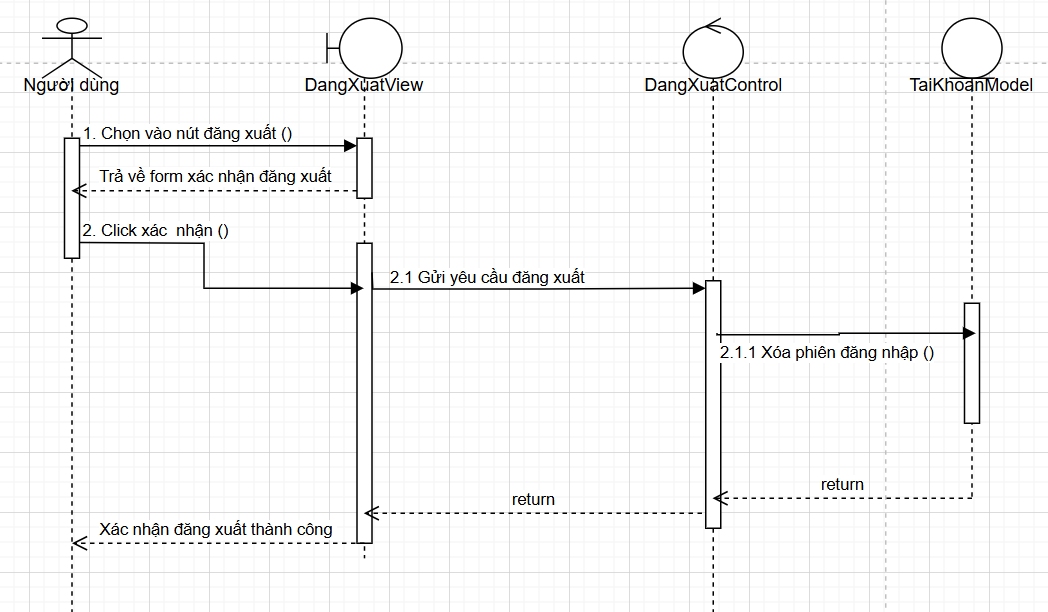 Người dùng
DangXuatView
DangXuatControl
TaiKhoanModel
1. Chọn vào nút đăng xuất ()
Trả về form xác nhận đăng xuất
2. Click xác nhận ()
2.1 Gửi yêu cầu đăng xuất
2.1.1 Xóa phiên đăng nhập ()
return
return
Xác nhận đăng xuất thành công